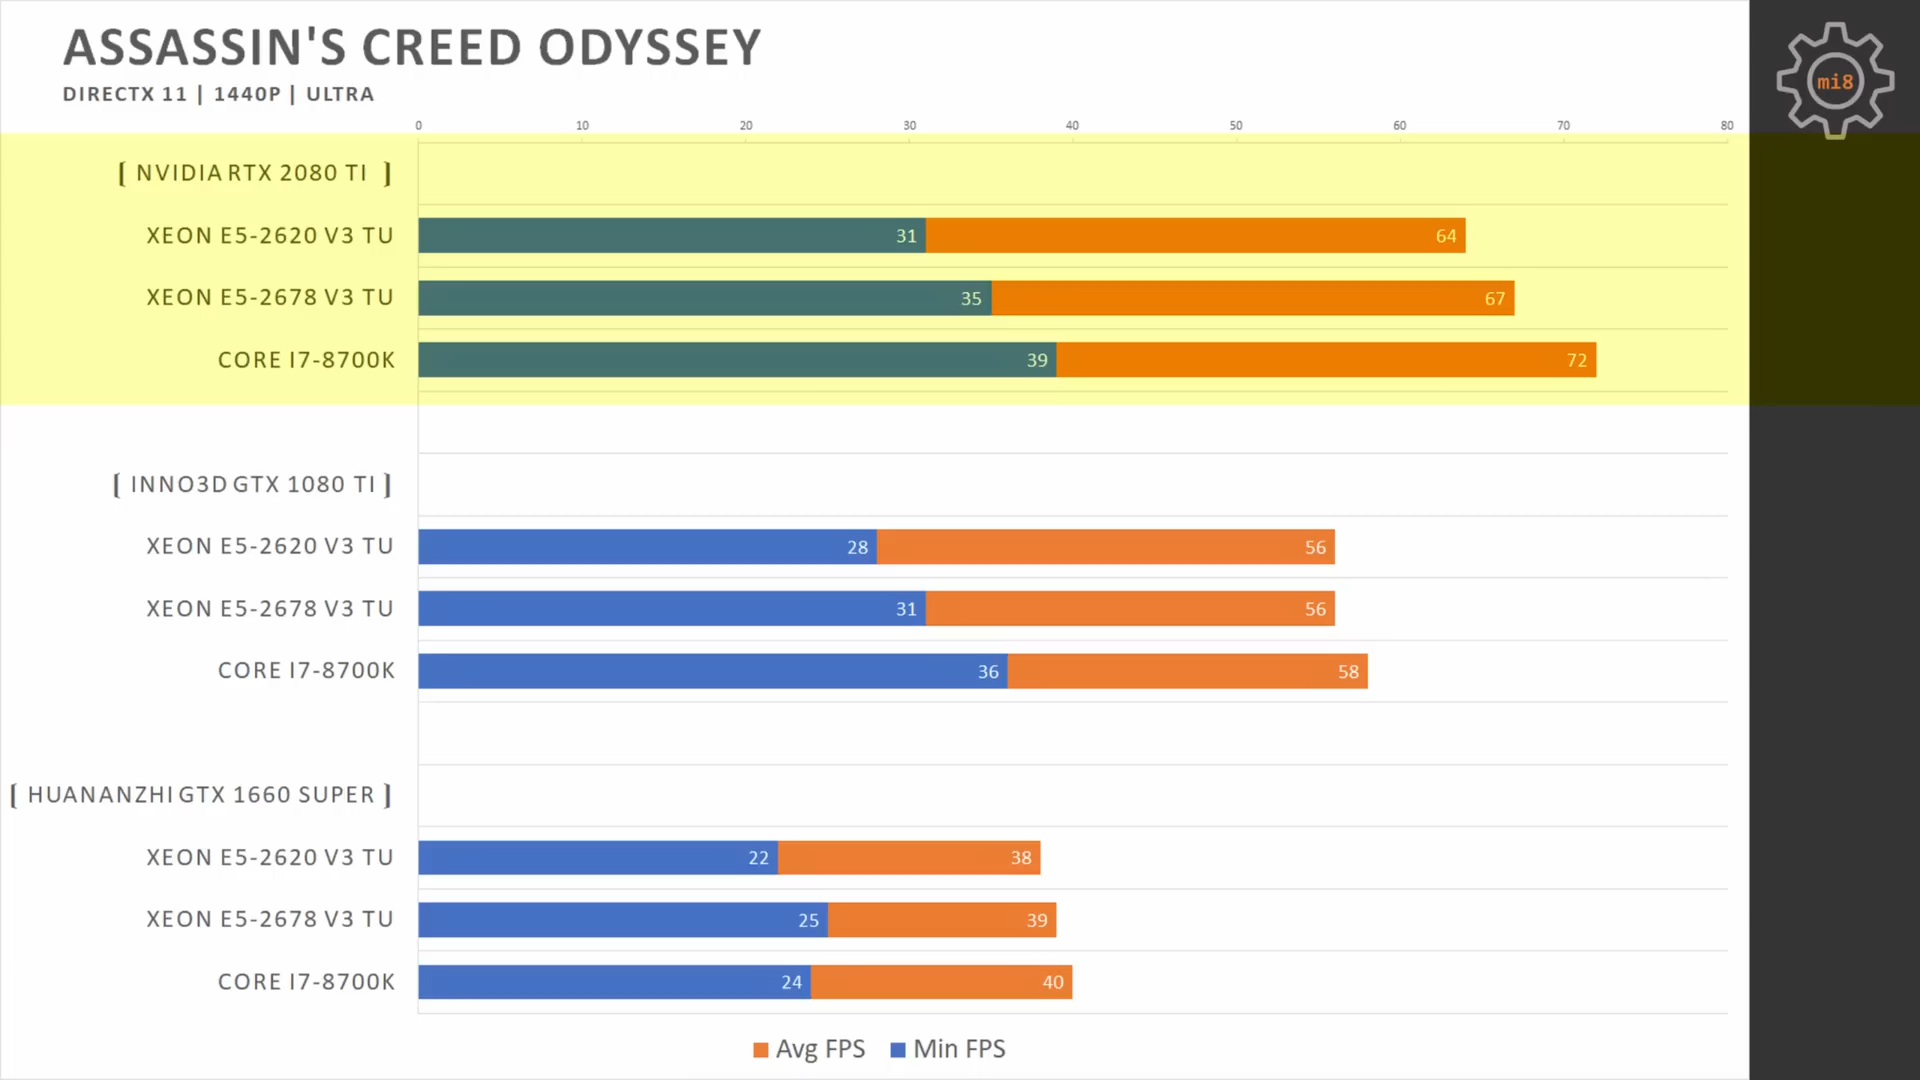 ASSASSIN'S CREED ODYSSEY
DIRECTX 11 | 1440P | ULTRA
mi8
0 10 20 30 40 50 60 70 80
[ NVIDIA RTX 2080 TI ]
XEON E5-2620 V3 TU 31 64
XEON E5-2678 V3 TU 35 67
CORE I7-8700K 39 72
[ INNO3D GTX 1080 TI ]
XEON E5-2620 V3 TU 28 56
XEON E5-2678 V3 TU 31 56
CORE I7-8700K 36 58
[ HUANANZHI GTX 1660 SUPER ]
XEON E5-2620 V3 TU 22 38
XEON E5-2678 V3 TU 25 39
CORE I7-8700K 24 40
Avg FPS Min FPS